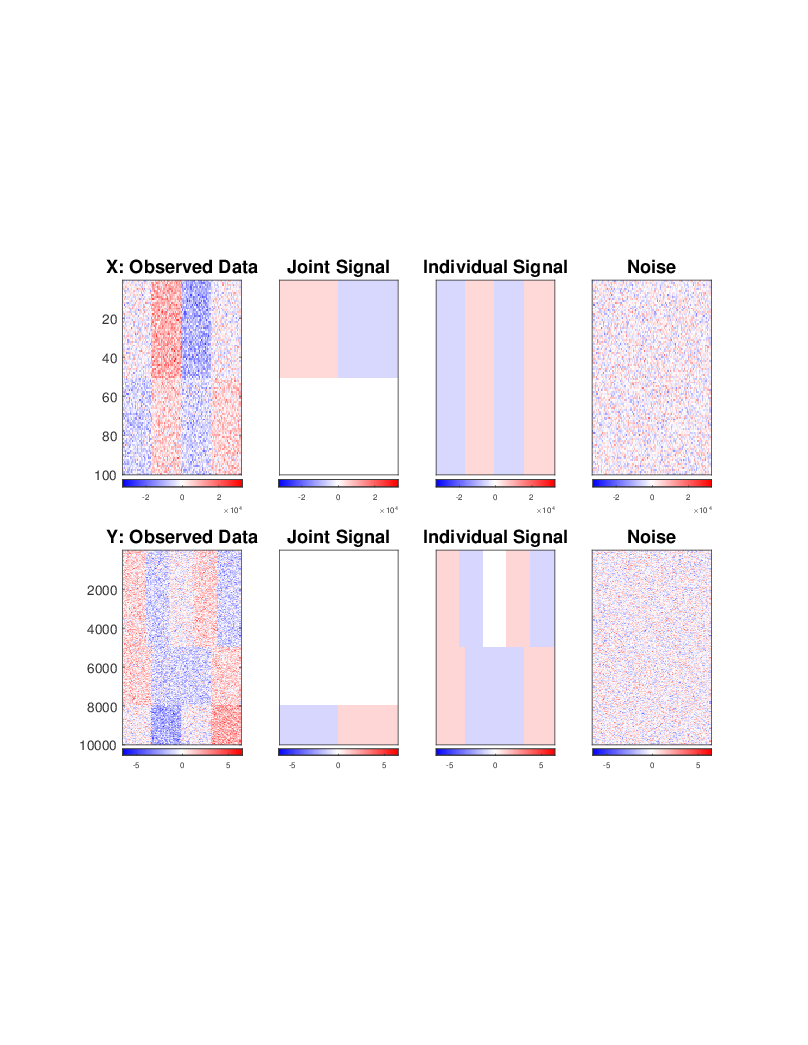 X: Observed Data Joint Signal Individual Signal Noise
20
40
60
80
100
-2 0 2 -2 0 2 -2 0 2 -2 0 2
×10⁴ ×10⁴ ×10⁴ ×10⁴
Y: Observed Data Joint Signal Individual Signal Noise
2000
4000
6000
8000
10000
-5 0 5 -5 0 5 -5 0 5 -5 0 5